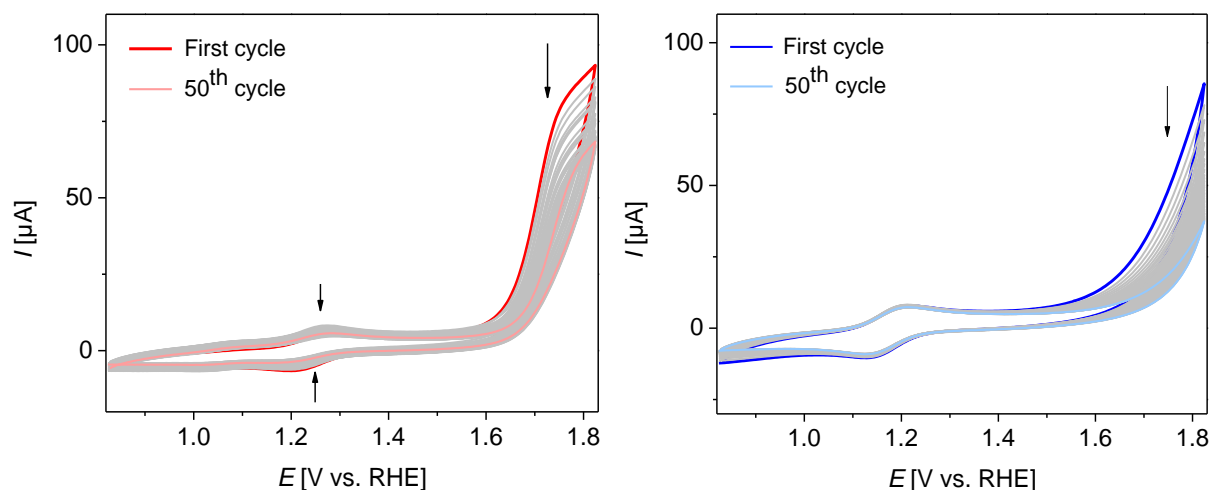 First cycle
50th cycle
100
50
0
I [µA]
1.0 1.2 1.4 1.6 1.8
E [V vs. RHE]
First cycle
50th cycle
100
50
0
I [µA]
1.0 1.2 1.4 1.6 1.8
E [V vs. RHE]